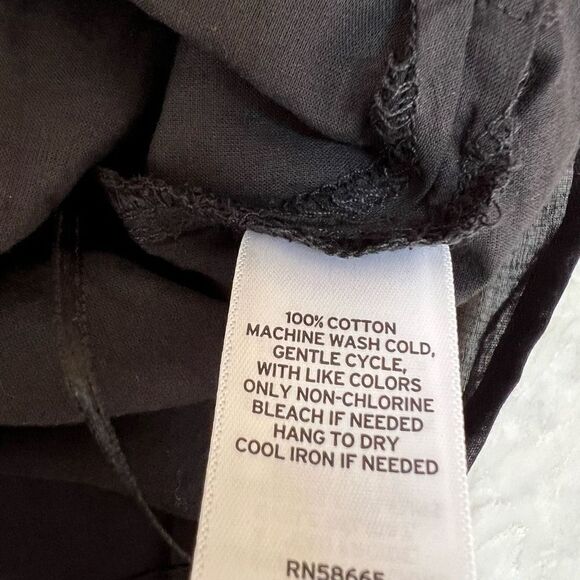 100% COTTON
MACHINE WASH COLD,
GENTLE CYCLE,
WITH LIKE COLORS
ONLY NON-CHLORINE
BLEACH IF NEEDED
HANG TO DRY
COOL IRON IF NEEDED
RN58665